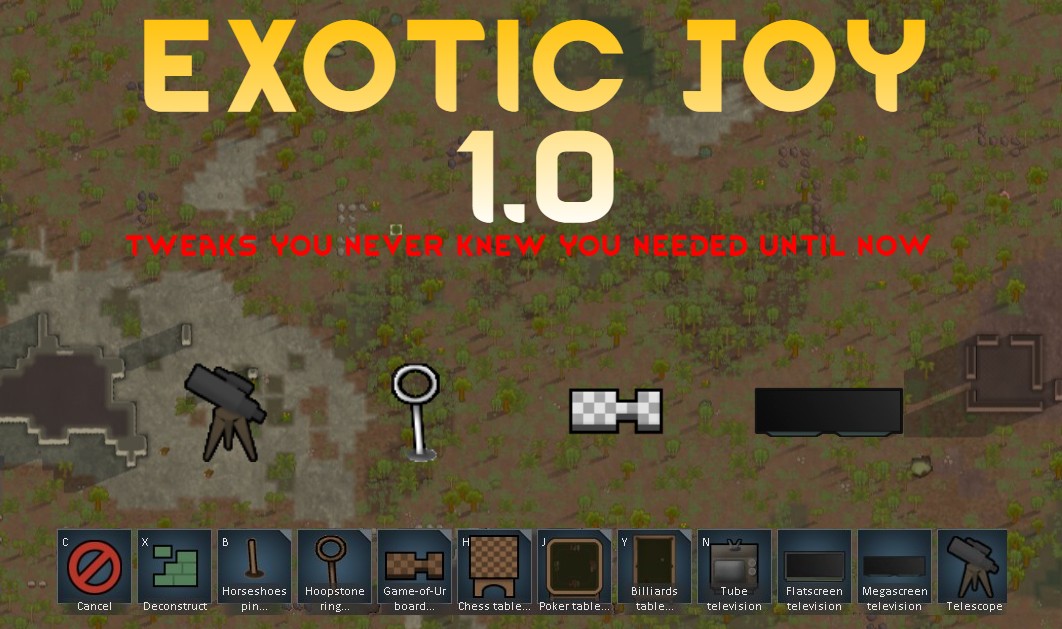 EXOTIC JOY
1.0
TWEAKS YOU NEVER KNEW YOU NEEDED UNTIL NOW
C X B H J Y N
Cancel
Deconstruct
Horseshoes
pin...
Hoopstone
ring...
Game-of-Ur
board...
Chess table...
Poker table...
Billiards
table...
Tube
television
Flatscreen
television
Megascreen
television
Telescope